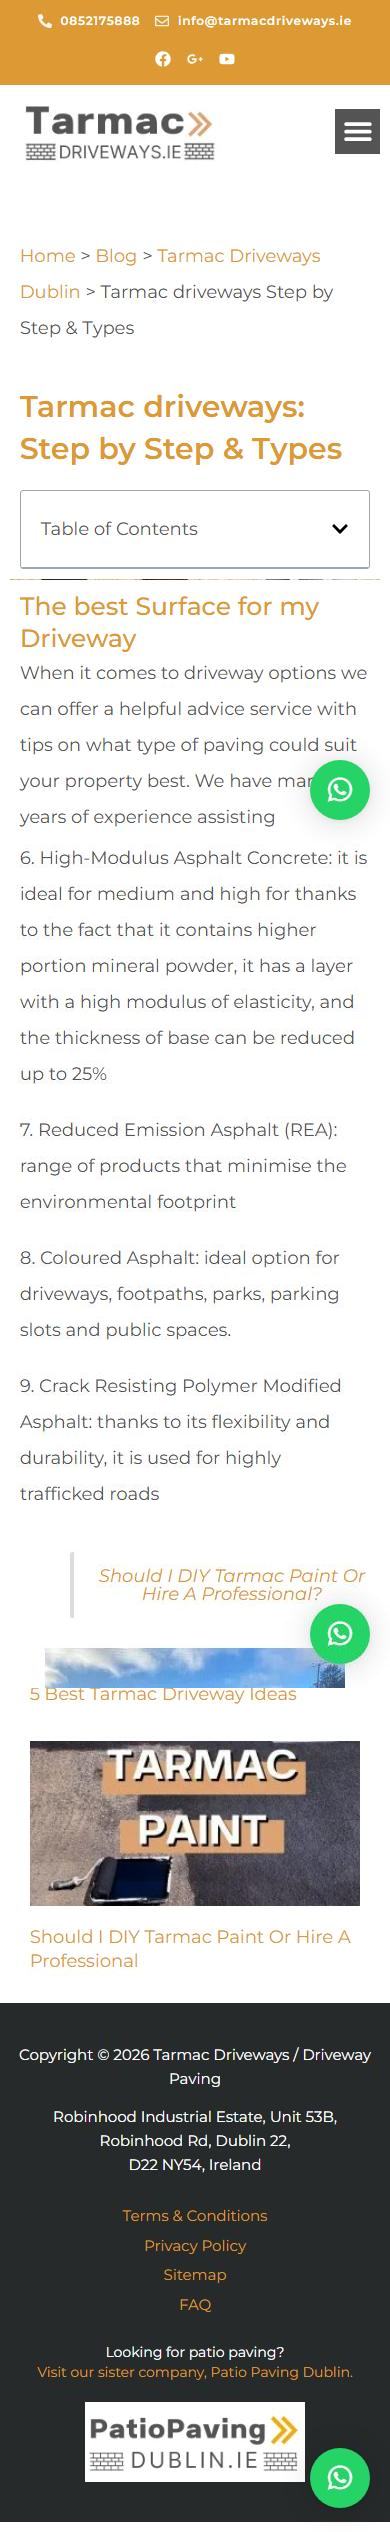 0852175888 info@tarmacdriveways.ie
Tarmac
DRIVEWAYS.IE
Home > Blog > Tarmac Driveways
Dublin > Tarmac driveways Step by
Step & Types
Tarmac driveways:
Step by Step & Types
Table of Contents
The best Surface for my
Driveway
When it comes to driveway options we
can offer a helpful advice service with
tips on what type of paving could suit
your property best. We have
years of experience assisting
6. High-Modulus Asphalt Concrete: it is
ideal for medium and high for thanks
to the fact that it contains higher
portion mineral powder, it has a layer
with a high modulus of elasticity, and
the thickness of base can be reduced
up to 25%
7. Reduced Emission Asphalt (REA):
range of products that minimise the
environmental footprint
8. Coloured Asphalt: ideal option for
driveways, footpaths, parks, parking
slots and public spaces.
9. Crack Resisting Polymer Modified
Asphalt: thanks to its flexibility and
durability, it is used for highly
trafficked roads
Should I DIY Tarmac Paint Or
Hire A Professional?
5 Best Tarmac Driveway Ideas
TARMAC
PAINT
Should I DIY Tarmac Paint Or Hire A
Professional
Copyright © 2026 Tarmac Driveways / Driveway
Paving
Robinhood Industrial Estate, Unit 53B,
Robinhood Rd, Dublin 22,
D22 NY54, Ireland
Terms & Conditions
Privacy Policy
Sitemap
FAQ
Looking for patio paving?
Visit our sister company, Patio Paving Dublin.
PatioPaving
DUBLIN.IE